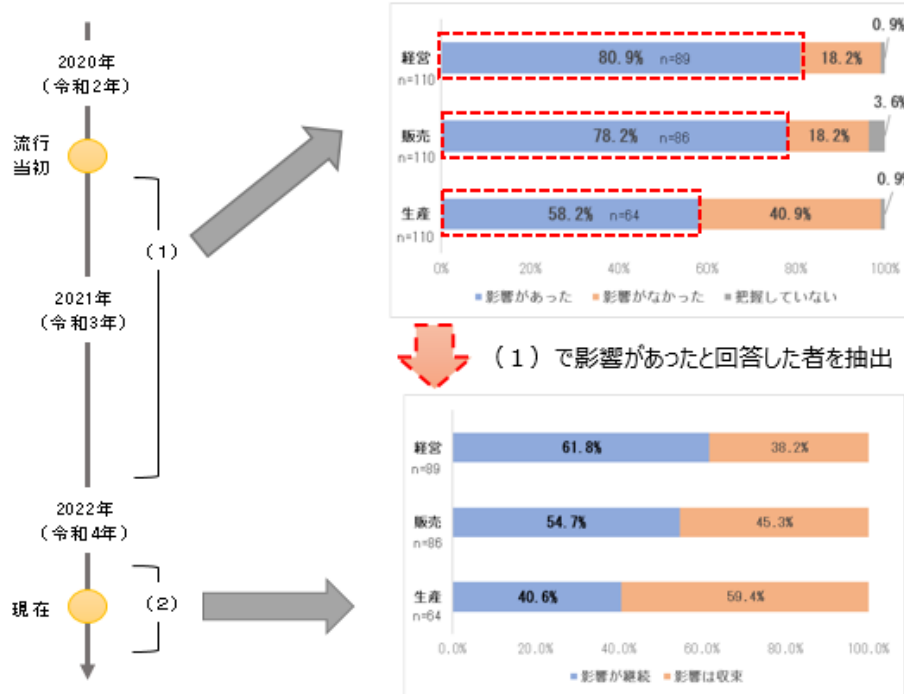 2020年
（令和2年）
流行
当初
（1）
2021年
（令和3年）
2022年
（令和4年）
現在
（2）
0.9%
経営
n=110
80.9% n=89
18.2%
3.6%
販売
n=110
78.2% n=86
18.2%
0.9%
生産
n=110
58.2% n=64
40.9%
0% 20% 40% 60% 80% 100%
■影響があった ■影響がなかった ■把握していない
（1）で影響があったと回答した者を抽出
経営
n=89
61.8%
38.2%
販売
n=86
54.7%
45.3%
生産
n=64
40.6%
59.4%
0.0% 20.0% 40.0% 60.0% 80.0% 100.0%
■影響が継続 ■影響は収束